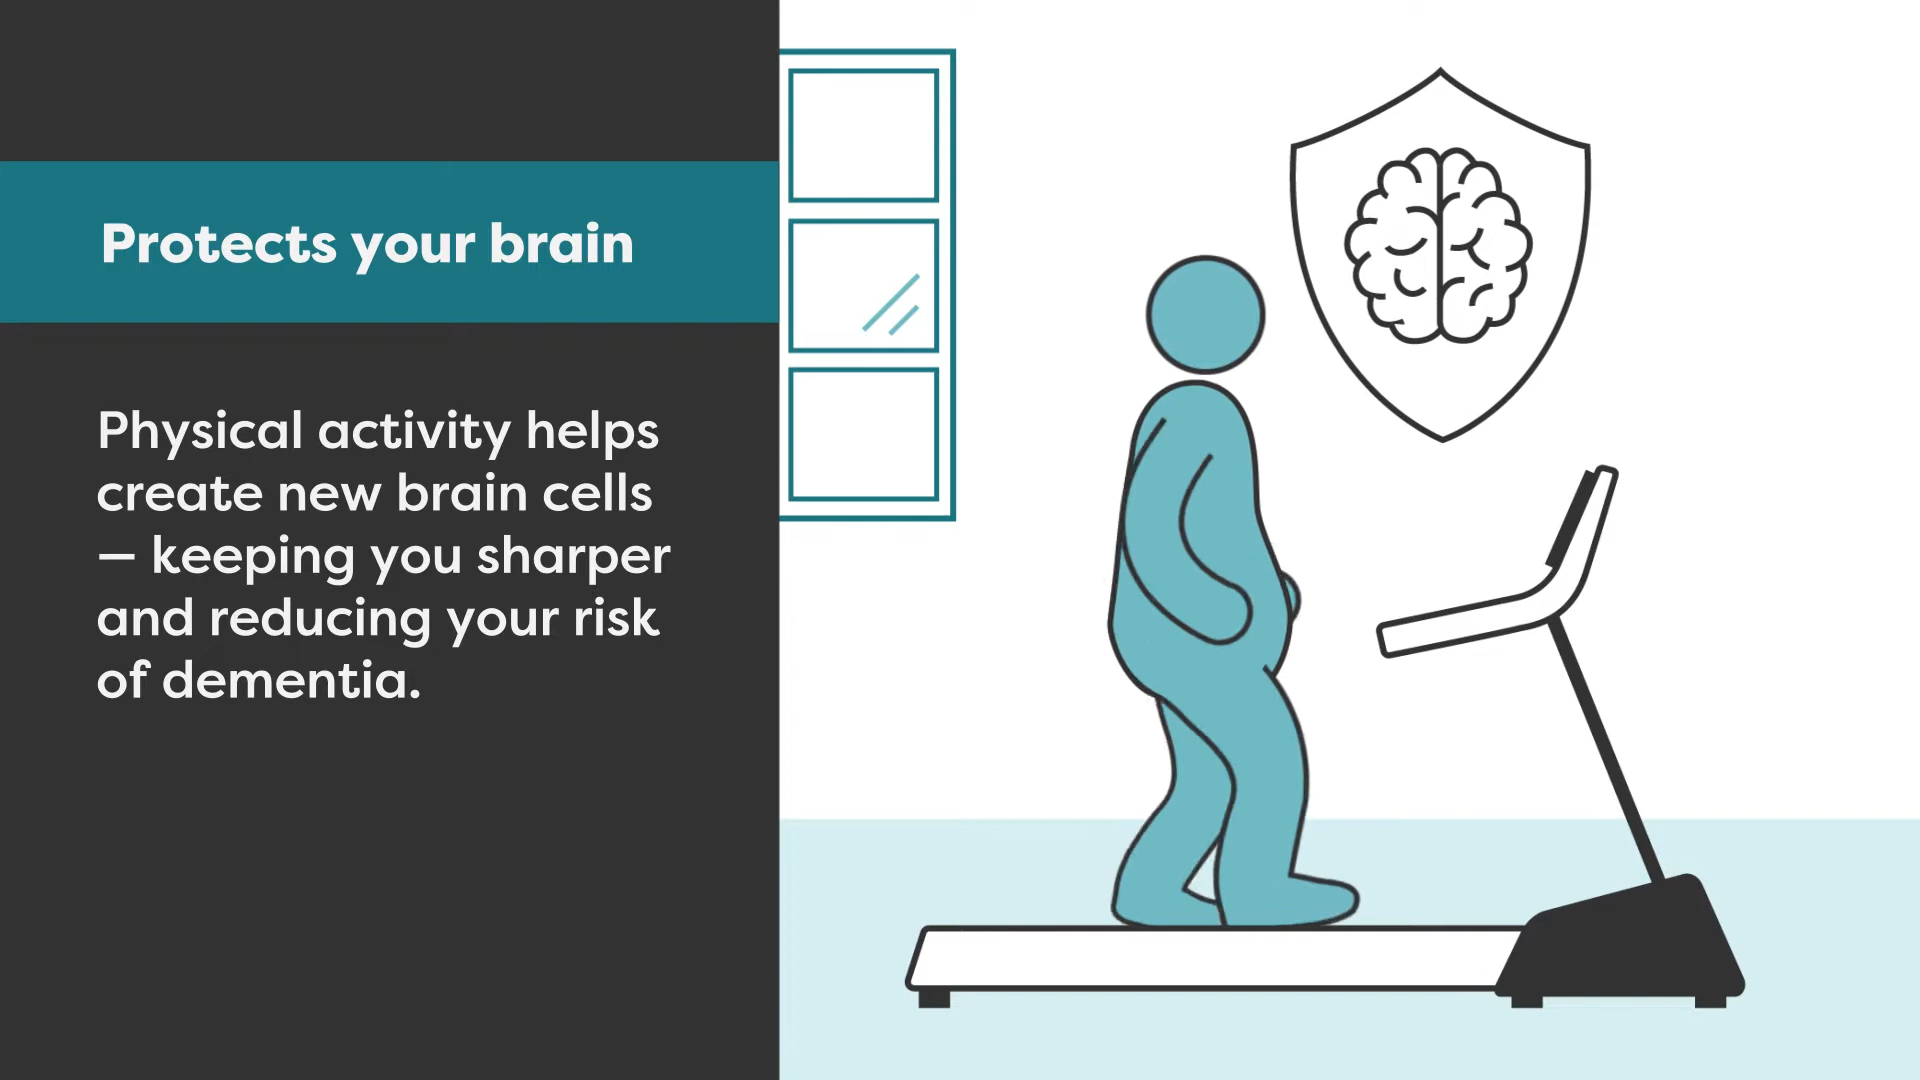 Protects your brain
Physical activity helps
create new brain cells
— keeping you sharper
and reducing your risk
of dementia.